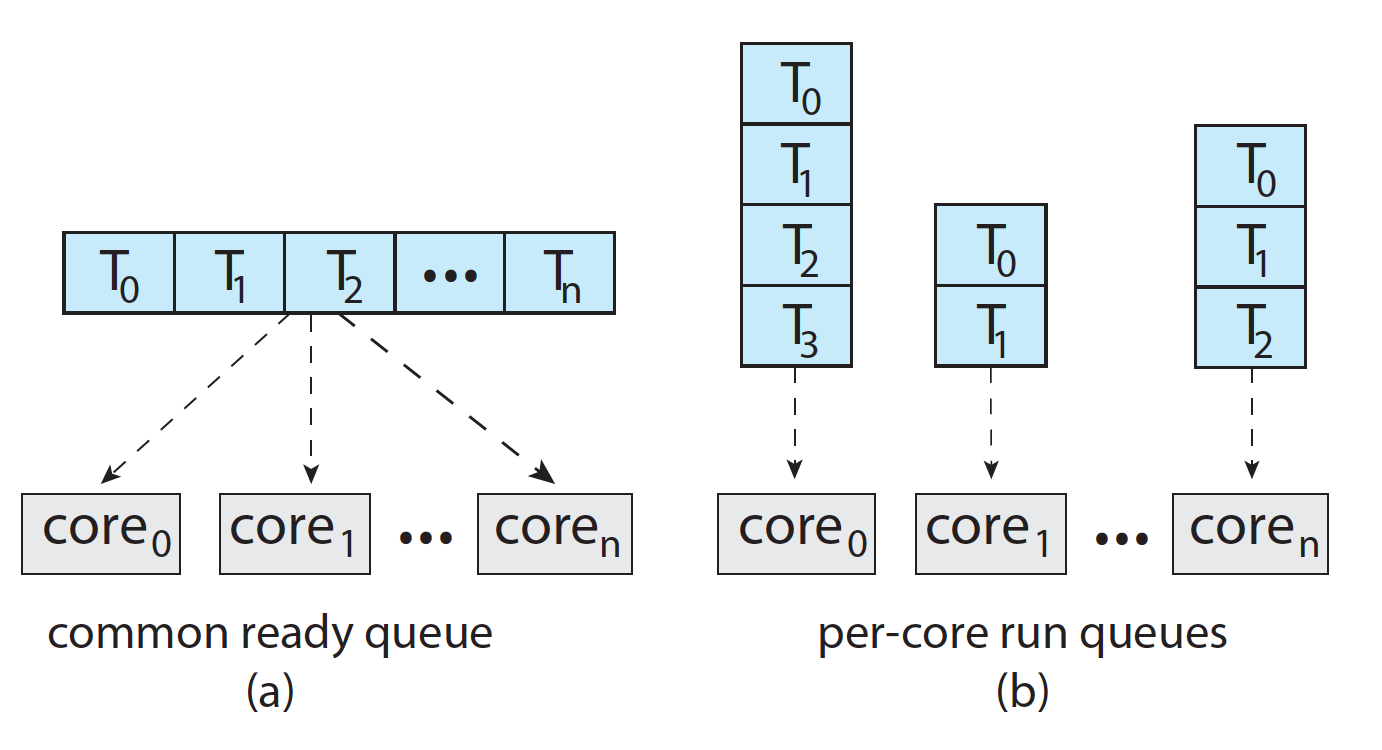 T0 T1 T2 ... Tn
core0 core1 ... coren
common ready queue
(a)
T0
T1
T2
T3
T0
T1
T0
T1
T2
core0 core1 ... coren
per-core run queues
(b)